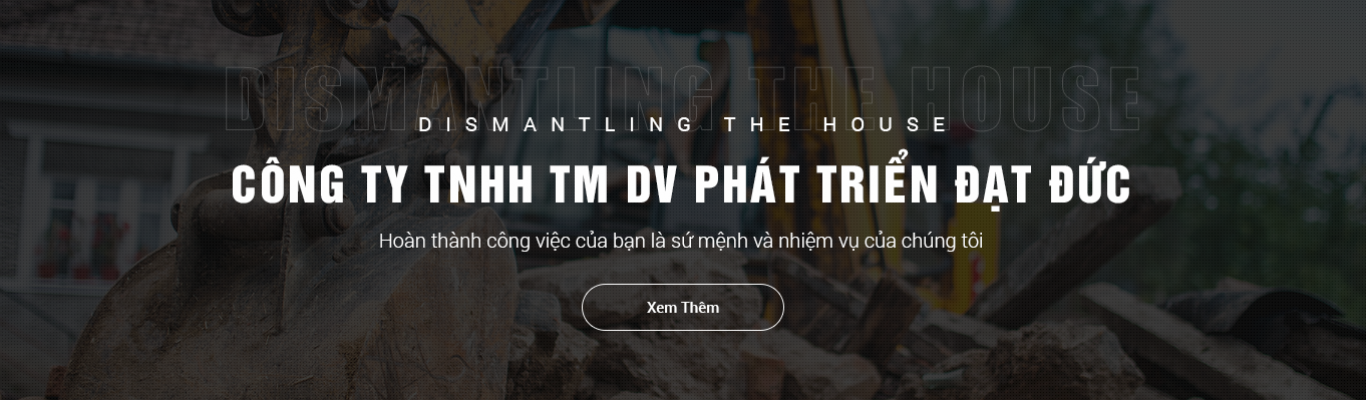 DISMANTLING THE HOUSE
DISMANTLING THE HOUSE
CÔNG TY TNHH TM DV PHÁT TRIỂN ĐẠT ĐỨC
Hoàn thành công việc của bạn là sứ mệnh và nhiệm vụ của chúng tôi
Xem Thêm